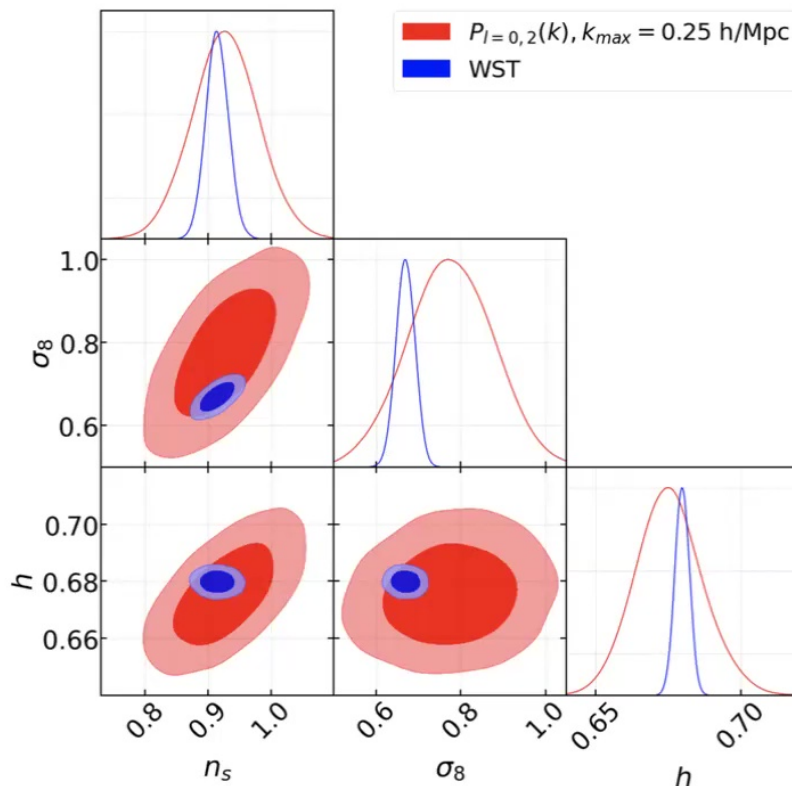 P_{l=0,2}(k), k_{max} = 0.25 h/Mpc
WST
1.0
0.8
0.6
σ_8
0.70
0.68
0.66
h
0.8 0.9 1.0
0.6 0.8 1.0
0.65 0.70
n_s
σ_8
h